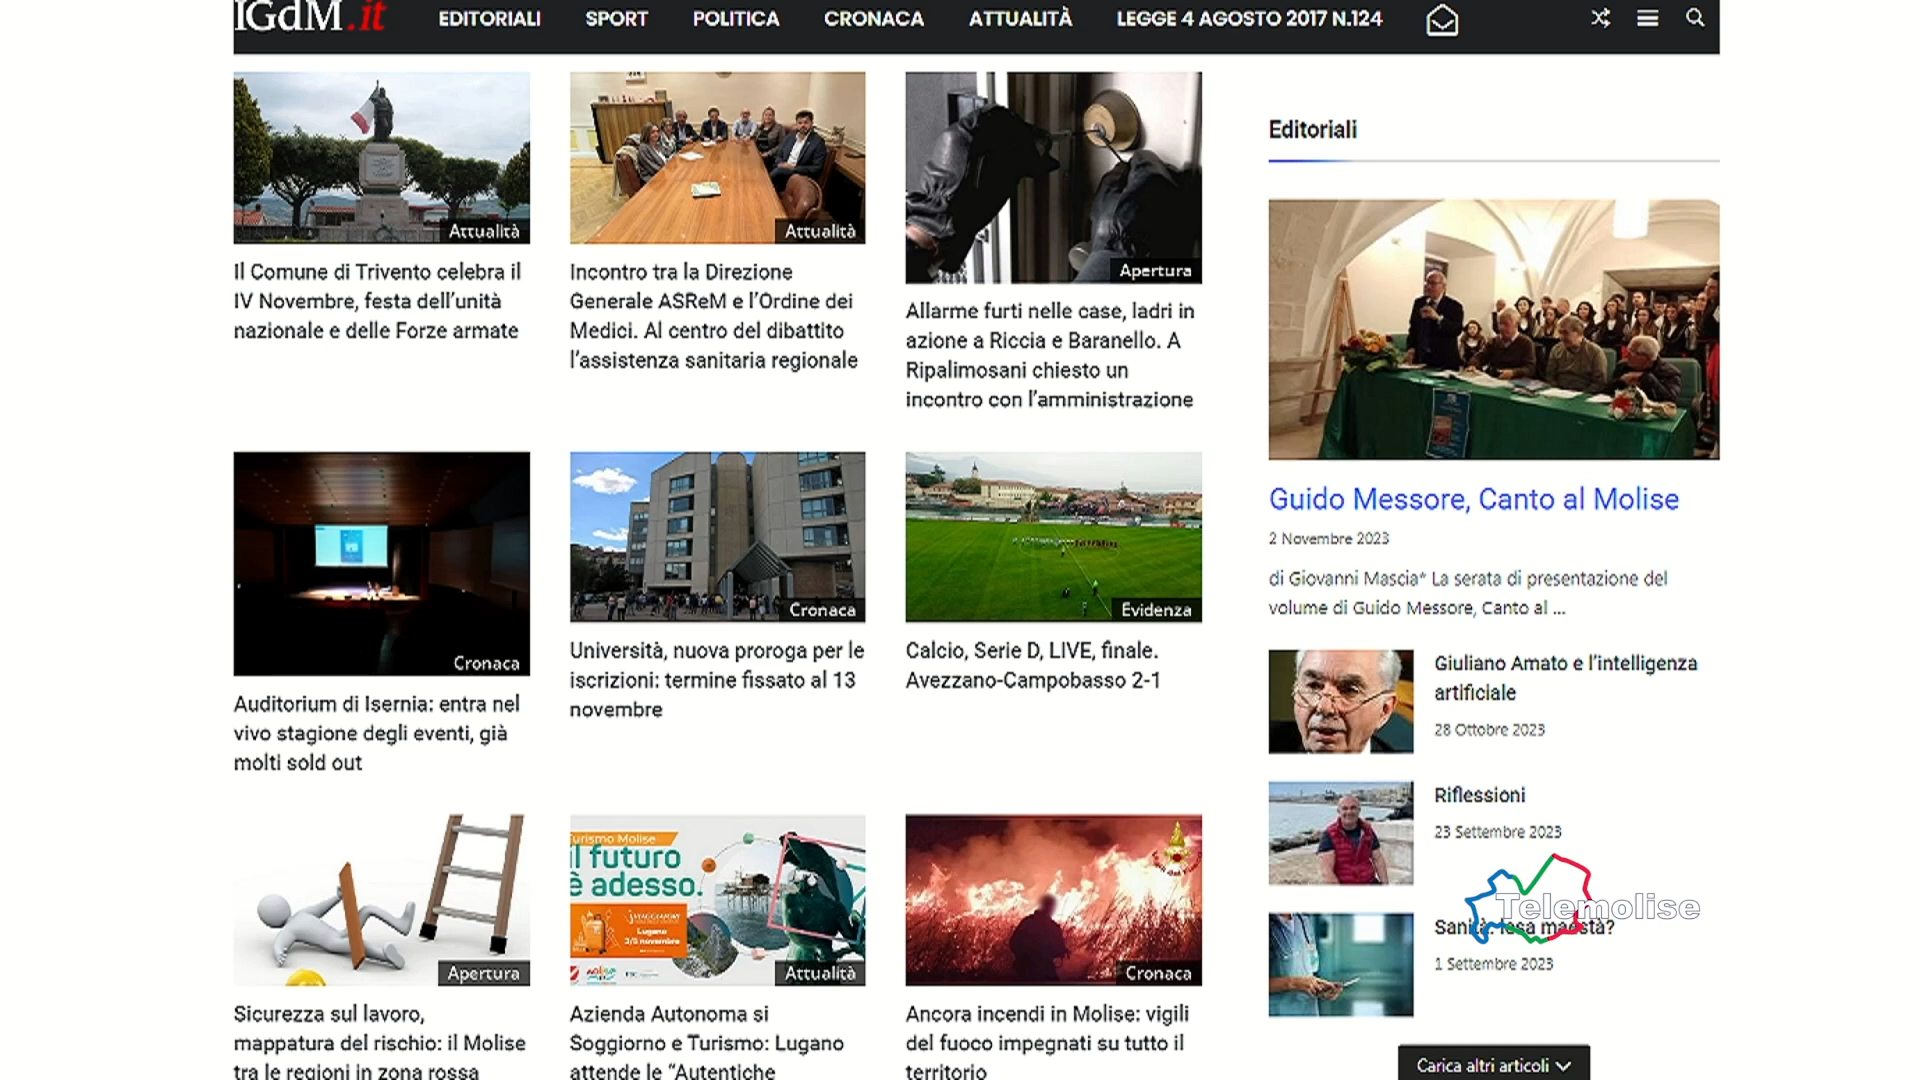 IGdM.it
EDITORIALI
SPORT
POLITICA
CRONACA
ATTUALITÀ
LEGGE 4 AGOSTO 2017 N.124
Attualità
Il Comune di Trivento celebra il
IV Novembre, festa dell'unità
nazionale e delle Forze armate
Attualità
Incontro tra la Direzione
Generale ASReM e l'Ordine dei
Medici. Al centro del dibattito
l'assistenza sanitaria regionale
Apertura
Allarme furti nelle case, ladri in
azione a Riccia e Baranello. A
Ripalimosani chiesto un
incontro con l'amministrazione
Cronaca
Auditorium di Isernia: entra nel
vivo stagione degli eventi, già
molti sold out
Cronaca
Università, nuova proroga per le
iscrizioni: termine fissato al 13
novembre
Evidenza
Calcio, Serie D, LIVE, finale.
Avezzano-Campobasso 2-1
Apertura
Sicurezza sul lavoro,
mappatura del rischio: il Molise
tra le regioni in zona rossa
Turismo Molise
il futuro
è adesso.
Lugano
Attualità
Azienda Autonoma si
Soggiorno e Turismo: Lugano
attende le "Autentiche
Cronaca
Ancora incendi in Molise: vigili
del fuoco impegnati su tutto il
territorio
Editoriali
Guido Messore, Canto al Molise
2 Novembre 2023
di Giovanni Mascia* La serata di presentazione del
volume di Guido Messore, Canto al ...
Giuliano Amato e l'intelligenza
artificiale
28 Ottobre 2023
Riflessioni
23 Settembre 2023
Telemolise
Sanità: lesa maestà?
1 Settembre 2023
Carica altri articoli